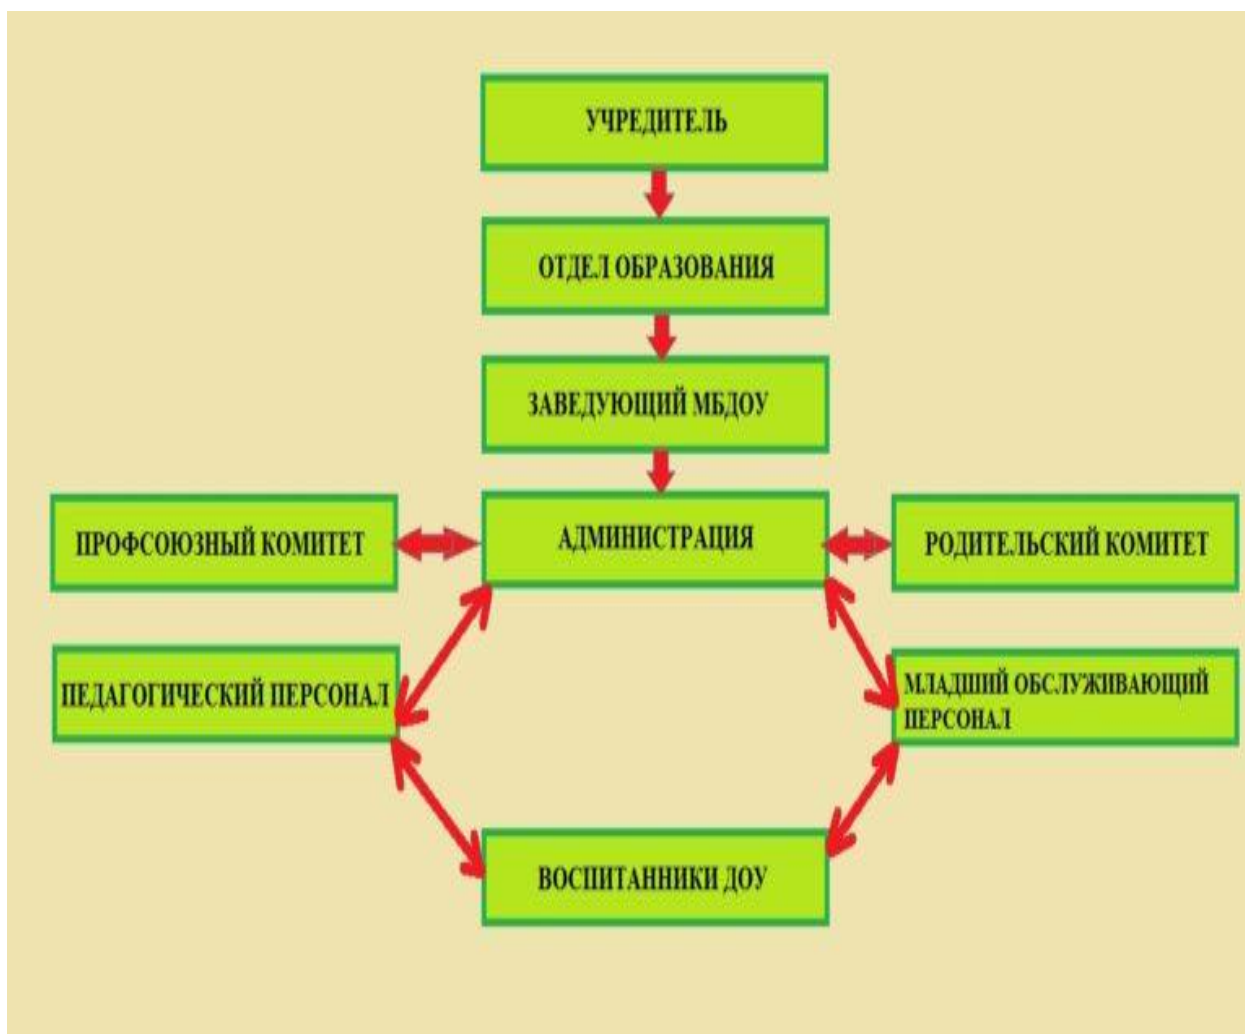 УЧРЕДИТЕЛЬ
ОТДЕЛ ОБРАЗОВАНИЯ
ЗАВЕДУЮЩИЙ МБДОУ
ПРОФСОЮЗНЫЙ КОМИТЕТ
АДМИНИСТРАЦИЯ
РОДИТЕЛЬСКИЙ КОМИТЕТ
ПЕДАГОГИЧЕСКИЙ ПЕРСОНАЛ
МЛАДШИЙ ОБСЛУЖИВАЮЩИЙ
ПЕРСОНАЛ
ВОСПИТАННИКИ ДОУ